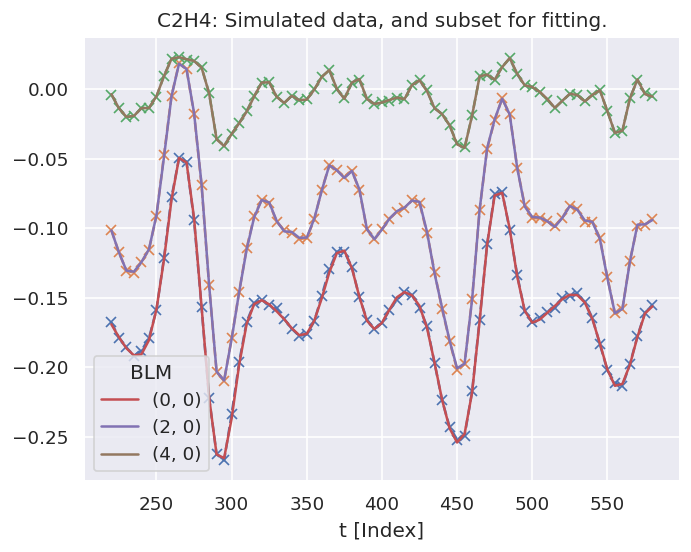 C2H4: Simulated data, and subset for fitting.
0.00
−0.05
−0.10
−0.15
−0.20
−0.25
BLM
(0, 0)
(2, 0)
(4, 0)
250 300 350 400 450 500 550
t [Index]